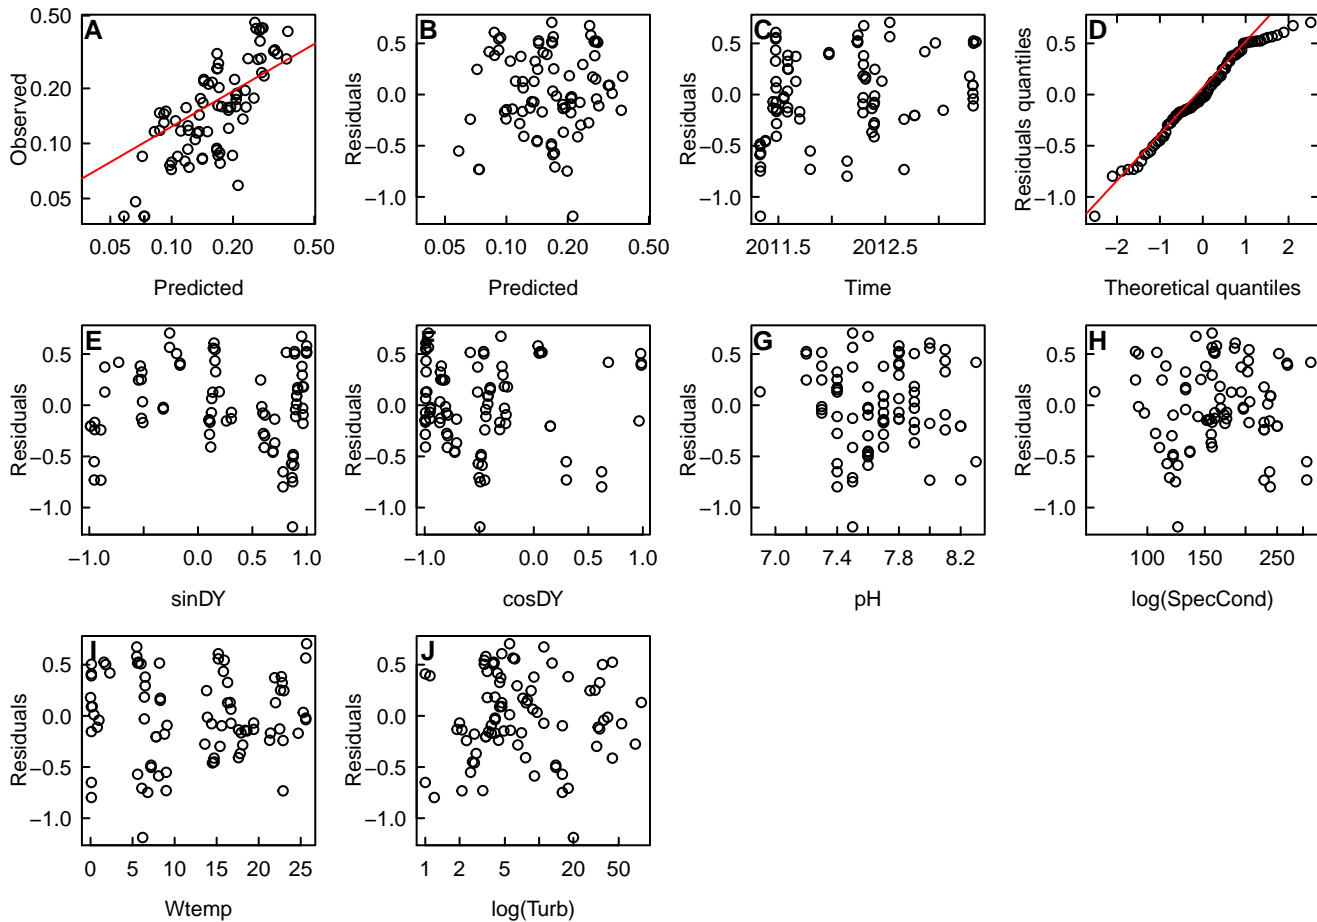 A
Observed
0.50
0.20
0.10
0.05
0.05 0.10 0.20 0.50
Predicted
B
Residuals
0.5
0.0
−0.5
−1.0
0.05 0.10 0.20 0.50
Predicted
C
Residuals
0.5
0.0
−0.5
−1.0
2011.5 2012.5
Time
D
Residuals quantiles
0.5
0.0
−0.5
−1.0
−2 −1 0 1 2
Theoretical quantiles
E
Residuals
0.5
0.0
−0.5
−1.0
−1.0 0.0 0.5 1.0
sinDY
F
Residuals
0.5
0.0
−0.5
−1.0
−1.0 0.0 0.5 1.0
cosDY
G
Residuals
0.5
0.0
−0.5
−1.0
7.0 7.4 7.8 8.2
pH
H
Residuals
0.5
0.0
−0.5
−1.0
100 150 250
log(SpecCond)
I
Residuals
0.5
0.0
−0.5
−1.0
0 5 10 15 20 25
Wtemp
J
Residuals
0.5
0.0
−0.5
−1.0
1 2 5 20 50
log(Turb)